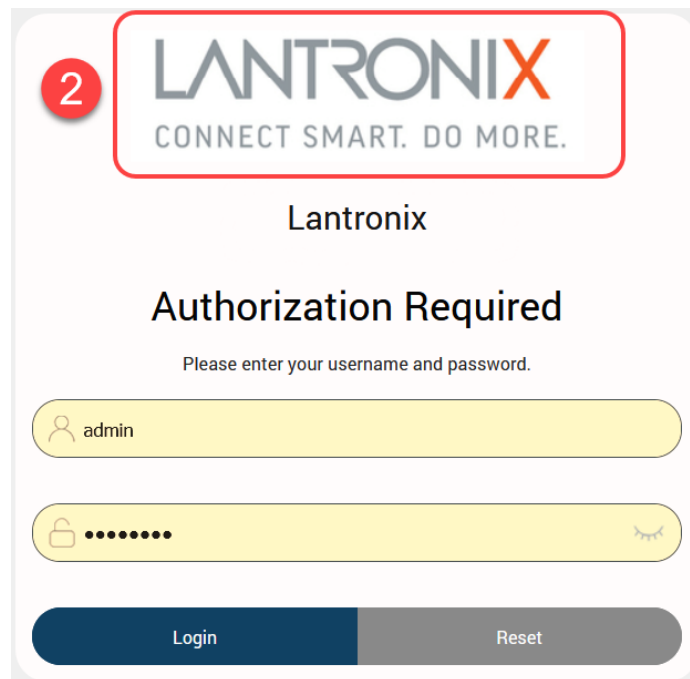 2
LANTRONIX
CONNECT SMART. DO MORE.
Lantronix
Authorization Required
Please enter your username and password.
admin
••••••••
Login Reset